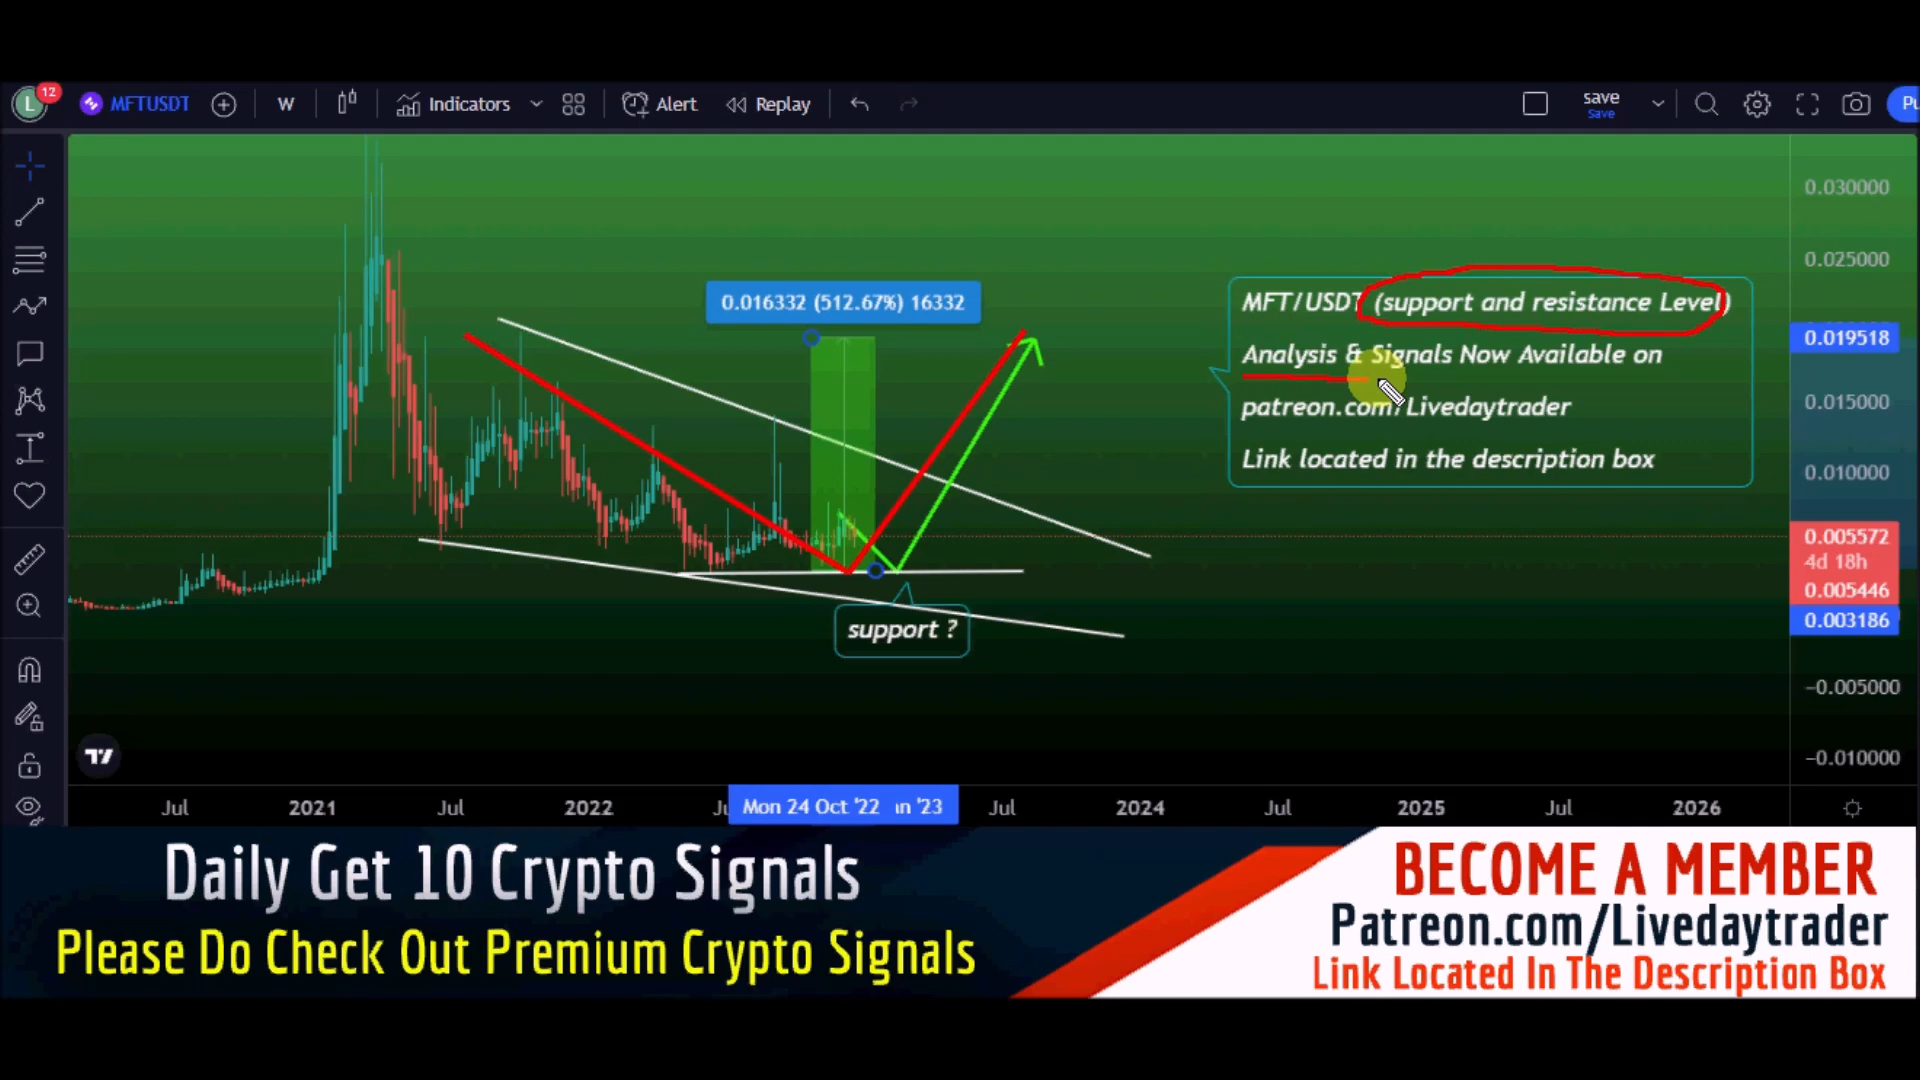 L 12 MFTUSDT W Indicators Alert Replay save
Save
0.030000
0.025000
0.016332 (512.67%) 16332
MFT/USDT (support and resistance Level)
0.019518
Analysis & Signals Now Available on
0.015000
patreon.com/Livedaytrader
Link located in the description box
0.010000
0.005572
4d 18h
0.005446
0.003186
support ?
−0.005000
−0.010000
Jul 2021 Jul 2022 Mon 24 Oct '22 '23 Jul 2024 Jul 2025 Jul 2026
Daily Get 10 Crypto Signals
Please Do Check Out Premium Crypto Signals
BECOME A MEMBER
Patreon.com/Livedaytrader
Link Located In The Description Box